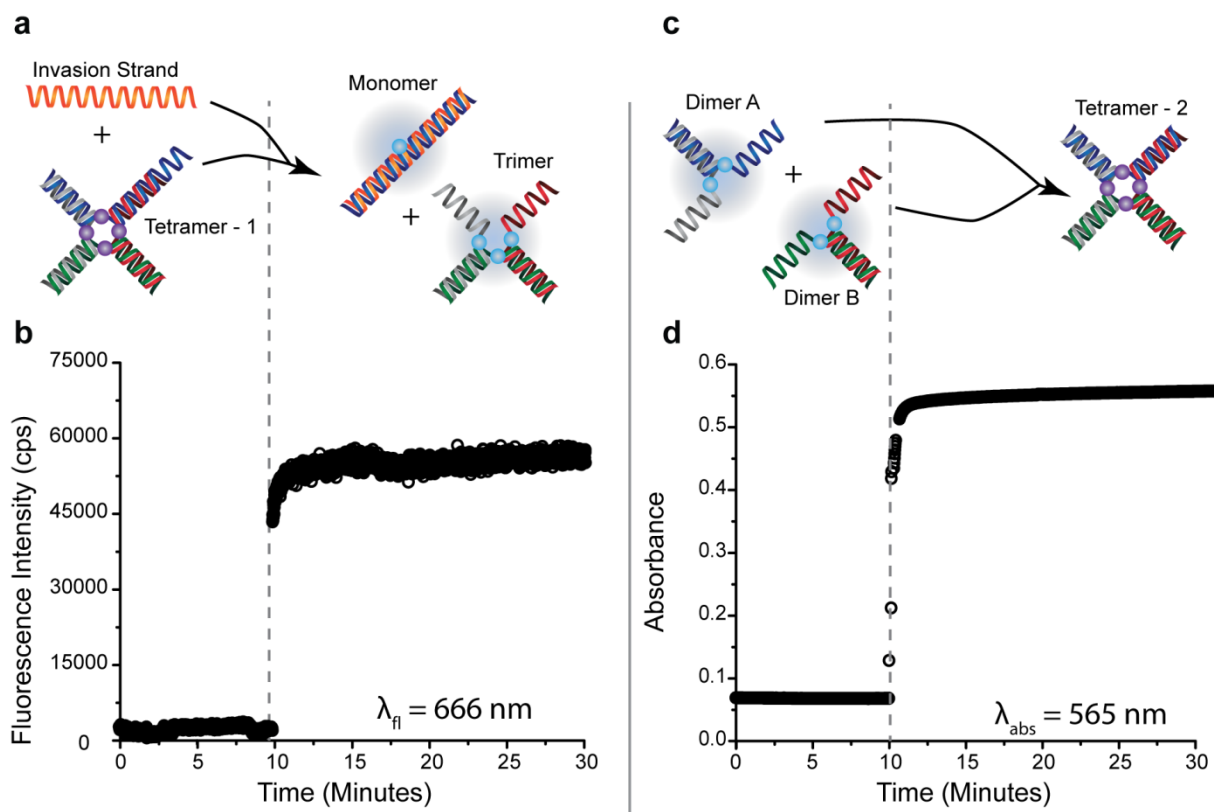 a
Invasion Strand
+
Tetramer - 1
Monomer
+
Trimer
b
Fluorescence Intensity (cps)
75000
60000
45000
30000
15000
0
λfl = 666 nm
0 5 10 15 20 25 30
Time (Minutes)
c
Dimer A
+
Dimer B
Tetramer - 2
d
Absorbance
0.6
0.5
0.4
0.3
0.2
0.1
0.0
λabs = 565 nm
0 5 10 15 20 25 30
Time (Minutes)